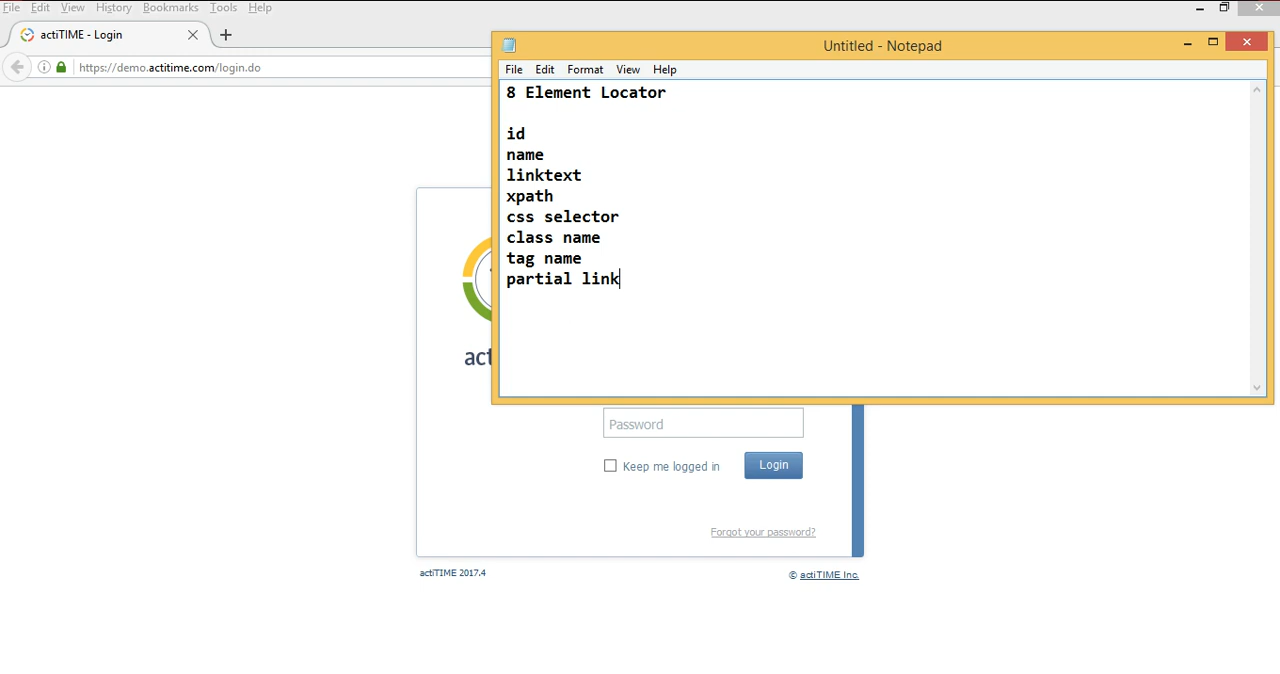 File Edit View History Bookmarks Tools Help
actiTIME - Login
https://demo.actitime.com/login.do
Untitled - Notepad
File Edit Format View Help
8 Element Locator
id
name
linktext
xpath
css selector
class name
tag name
partial link
act
Password
Keep me logged in
Login
Forgot your password?
actiTIME 2017.4
© actiTIME Inc.